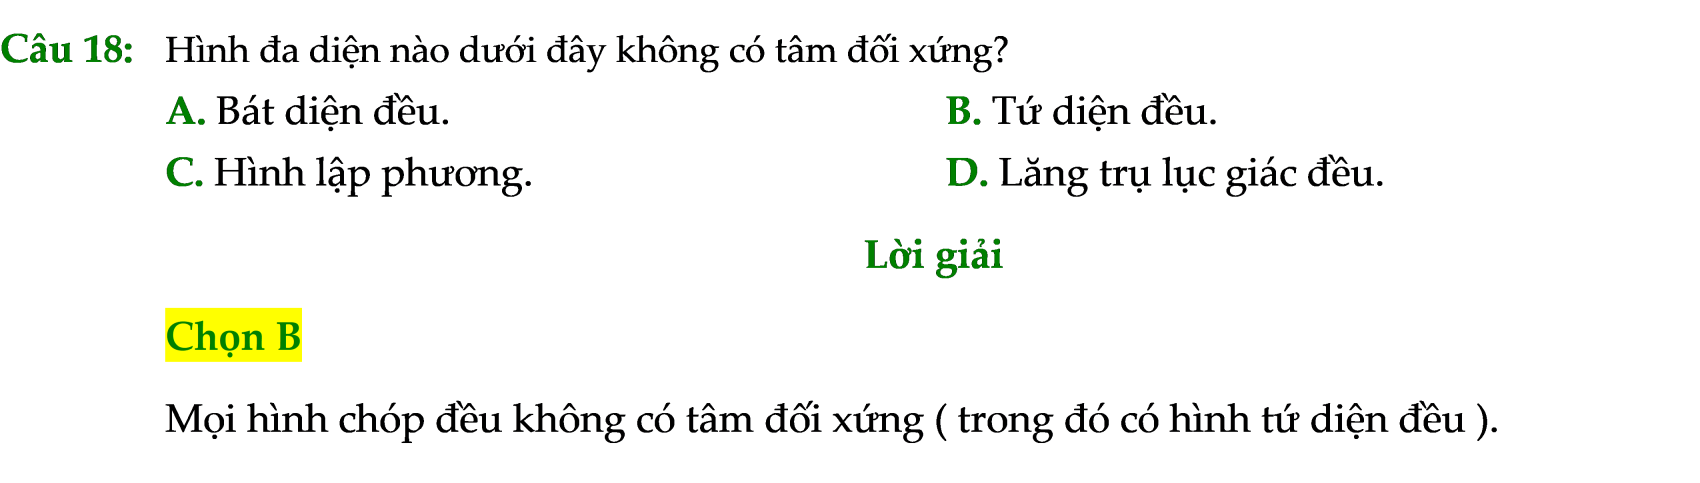 Câu 18: Hình đa diện nào dưới đây không có tâm đối xứng?
A. Bát diện đều. B. Tứ diện đều.
C. Hình lập phương. D. Lăng trụ lục giác đều.
Lời giải
Chọn B
Mọi hình chóp đều không có tâm đối xứng ( trong đó có hình tứ diện đều ).